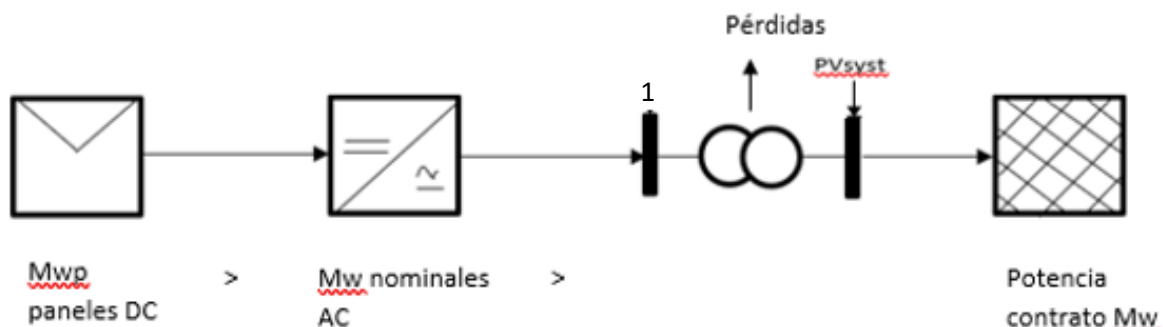 Pérdidas
PVsyst
1
Mwp
paneles DC
>
Mw nominales
AC
>
Potencia
contrato Mw